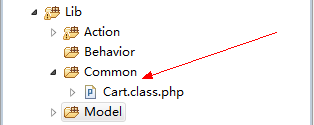 Lib
Action
Behavior
Common
Cart.class.php
Model